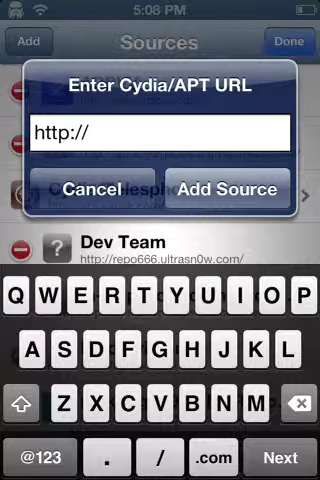 5:08 PM
Add Sources Done
Enter Cydia/APT URL
http://
Cancel Add Source
Dev Team
http://repo666.ultrasn0w.com/
Q W E R T Y U I O P
A S D F G H J K L
Z X C V B N M
@123 . / .com Next